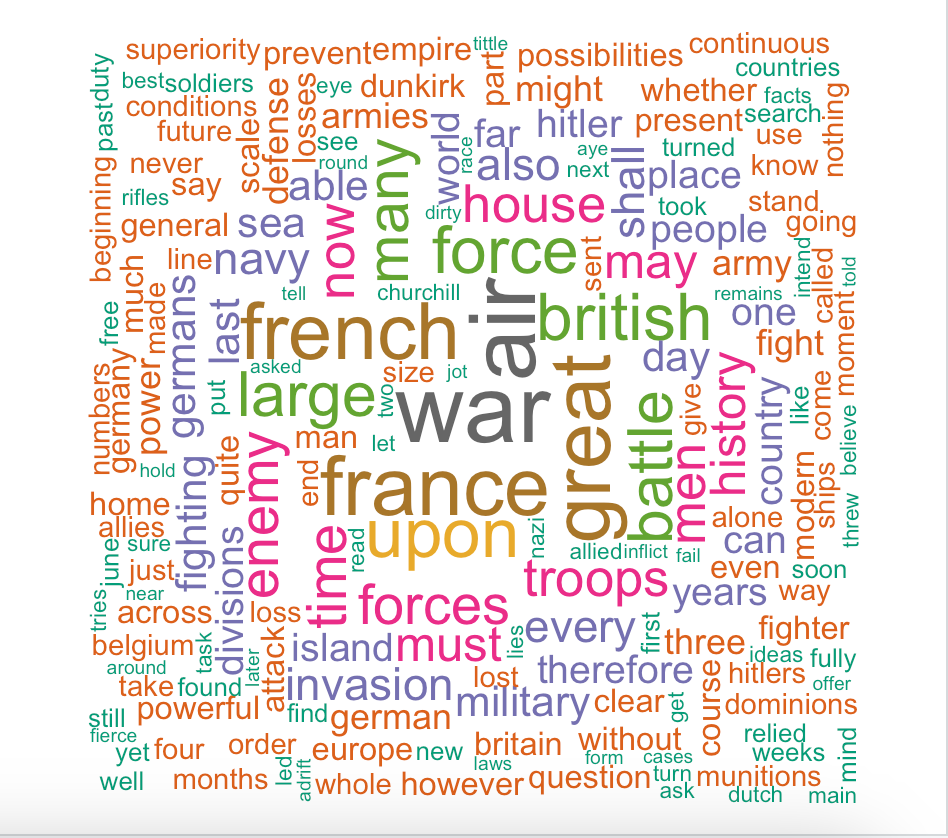 superiority prevent empire tittle possibilities continuous
best soldiers eye dunkirk part countries
past duty conditions scale defense losses armies might whether facts
future see world far hitler present search nothing
never round race also aye turned use
rifles say able many next shall place know
beginning general sea now dirty house took stand
line navy force sent people going
much tell churchill may army intend called told
free made germans last french air british remains one moment
numbers germany power put asked size jot great day fight
large two war give history country like come believe
hold quite man let battle men
home fighting enemy end france modern ships threw
allies upon nazi alone can
june sure divisions time read allied inflict fail even soon
just near forces troops years way
tries across loss every first fighter
belgium task island must lies three ideas fully
around later attack invasion lost therefore hitlers offer
take found military clear get course dominions
still powerful find german
fierce yet four order europe new britain without relied mind
laws form cases weeks
well months led adrift whole however question turn munitions
ask dutch main